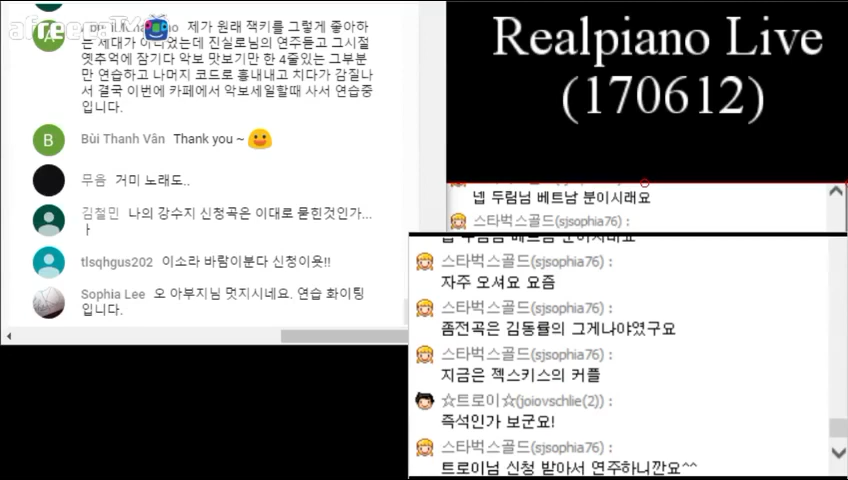 afreeca
제가 원래 잭키를 그렇게 좋아하
는 세대가 아니었는데 진실로님의 연주듣고 그시절
옛추억에 잠기다 악보 맛보기만 한 4줄있는 그부분
만 연습하고 나머지 코드로 흉내내고 치다가 감질나
서 결국 이번에 카페에서 악보세일할때 사서 연습중
입니다.
B Bùi Thanh Vân Thank you ~
무음 거미 노래도..
김철민 나의 강수지 신청곡은 이대로 묻힌것인가...
ㅏ
tlsqhgus202 이소라 바람이분다 신청이욧!!
Sophia Lee 오 아부지님 멋지시네요. 연습 화이팅
입니다.
Realpiano Live
(170612)
넵 두림님 베트남 분이시래요
스타벅스골드(sjsophia76) :
스타벅스골드(sjsophia76) :
자주 오셔요 요즘
스타벅스골드(sjsophia76) :
좀전곡은 김동률의 그게나야였구요
스타벅스골드(sjsophia76) :
지금은 젝스키스의 커플
☆트로이☆(joiovschlie(2)) :
즉석인가 보군요!
스타벅스골드(sjsophia76) :
트로이님 신청 받아서 연주하니깐요^^